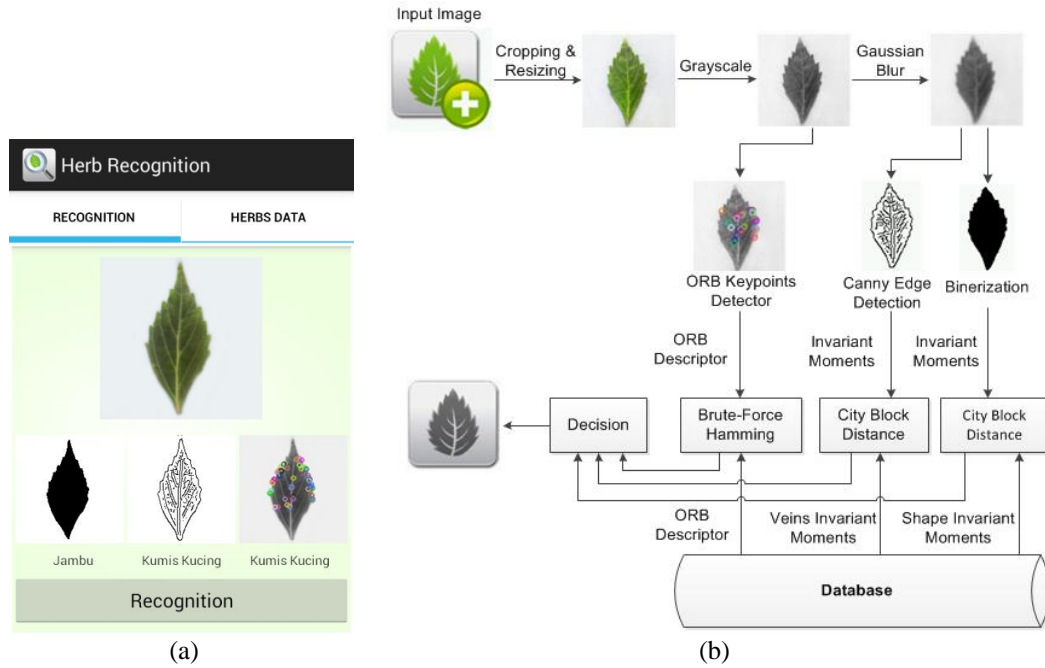 Herb Recognition
RECOGNITION
HERBS DATA
Jambu
Kumis Kucing
Kumis Kucing
Recognition
(a)
Input Image
Cropping &
Resizing
Grayscale
Gaussian
Blur
ORB Keypoints
Detector
Canny Edge
Detection
Binerization
ORB
Descriptor
Invariant
Moments
Invariant
Moments
Decision
Brute-Force
Hamming
City Block
Distance
City Block
Distance
ORB
Descriptor
Veins Invariant
Moments
Shape Invariant
Moments
Database
(b)